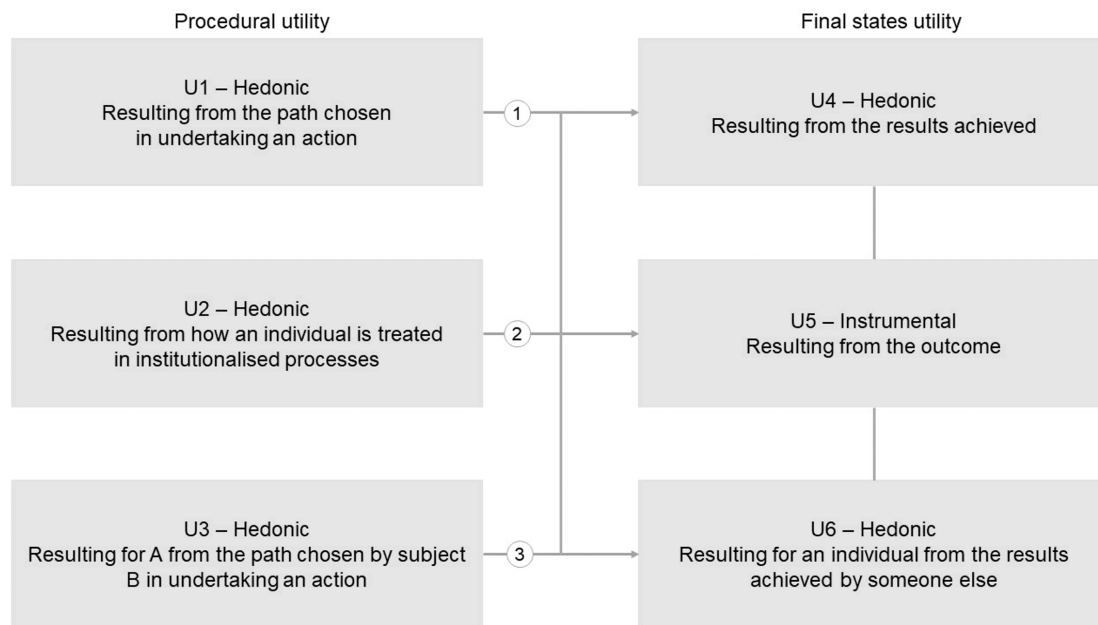 Procedural utility
Final states utility
U1 – Hedonic
Resulting from the path chosen
in undertaking an action
1
U4 – Hedonic
Resulting from the results achieved
U2 – Hedonic
Resulting from how an individual is treated
in institutionalised processes
2
U5 – Instrumental
Resulting from the outcome
U3 – Hedonic
Resulting for A from the path chosen by subject
B in undertaking an action
3
U6 – Hedonic
Resulting for an individual from the results
achieved by someone else